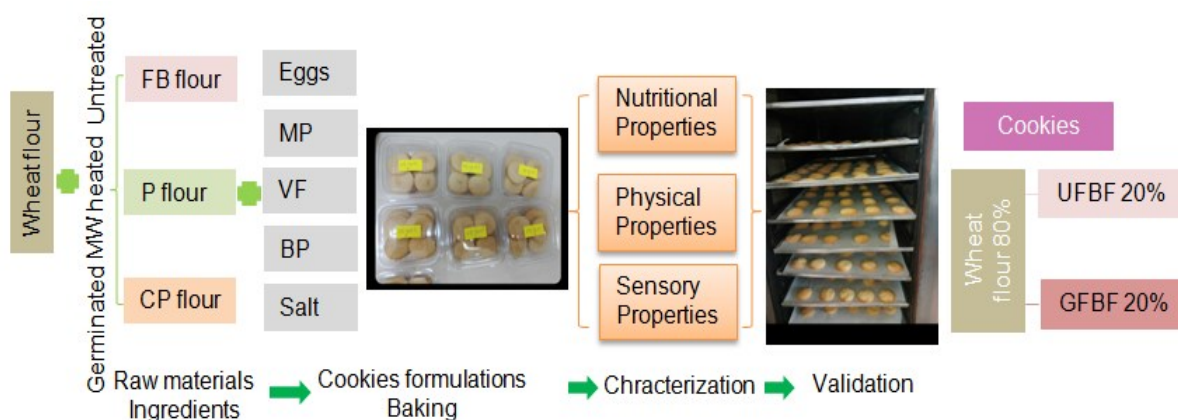 Wheat flour
Germinated MWheated Untreated
FB flour
P flour
CP flour
Eggs
MP
VF
BP
Salt
Nutritional
Properties
Physical
Properties
Sensory
Properties
Cookies
Wheat
flour 80%
UFBF 20%
GFBF 20%
Raw materials
Ingredients
Cookies formulations
Baking
Chracterization
Validation